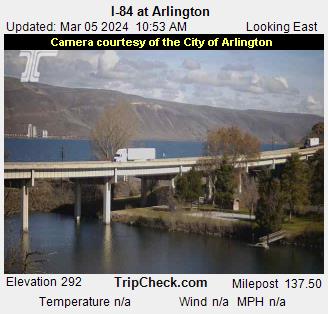 I-84 at Arlington
Updated: Mar 05 2024 10:53 AM Looking East
Camera courtesy of the City of Arlington
Elevation 292 TripCheck.com Milepost 137.50
Temperature n/a Wind n/a MPH n/a